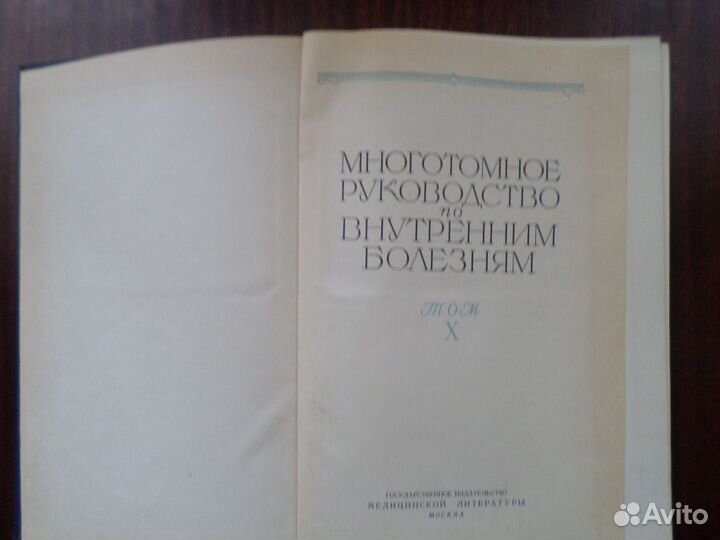 МНОГОТОМНОЕ
РУКОВОДСТВО
по
ВНУТРЕННИМ
БОЛЕЗНЯМ
ТОМ
X
ГОСУДАРСТВЕННОЕ ИЗДАТЕЛЬСТВО
МЕДИЦИНСКОЙ ЛИТЕРАТУРЫ
МОСКВА
Avito